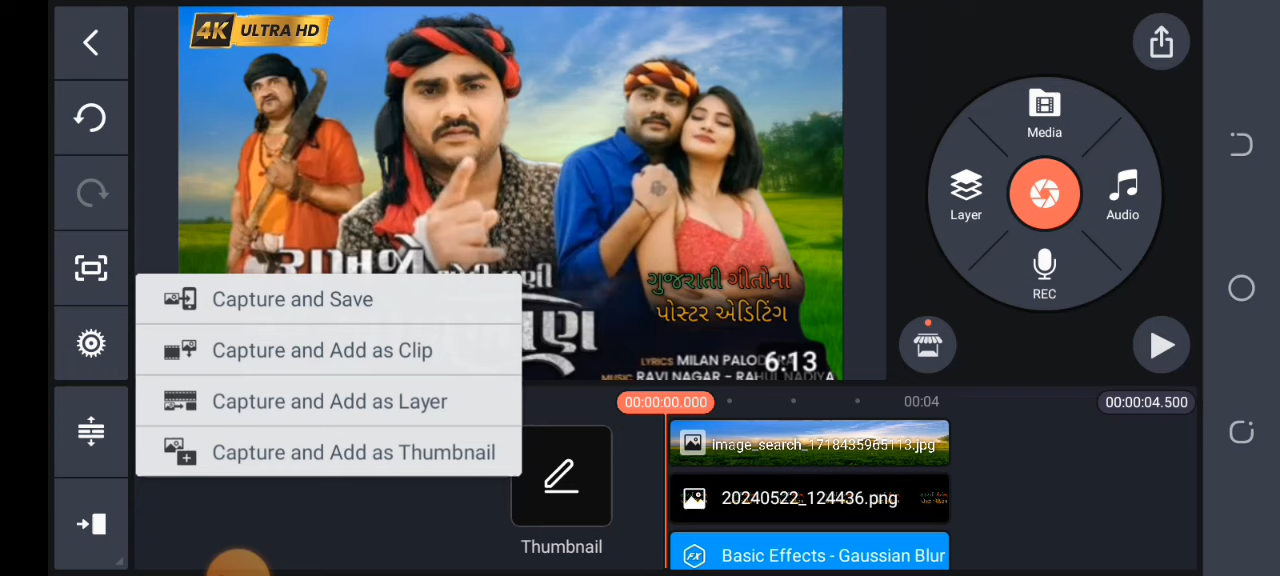 4K ULTRA HD
Media
Layer
Audio
REC
ગુજરાતી ગીતોના
પોસ્ટર એડિટિંગ
LYRICS MILAN
6:13
MUSIC RAVI NAGAR - RAHUL NADIYA
Capture and Save
Capture and Add as Clip
Capture and Add as Layer
Capture and Add as Thumbnail
Thumbnail
00:00:00.000
00:04
00:00:04.500
image_search_1718435965113.jpg
20240522_124436.png
FX
Basic Effects - Gaussian Blur